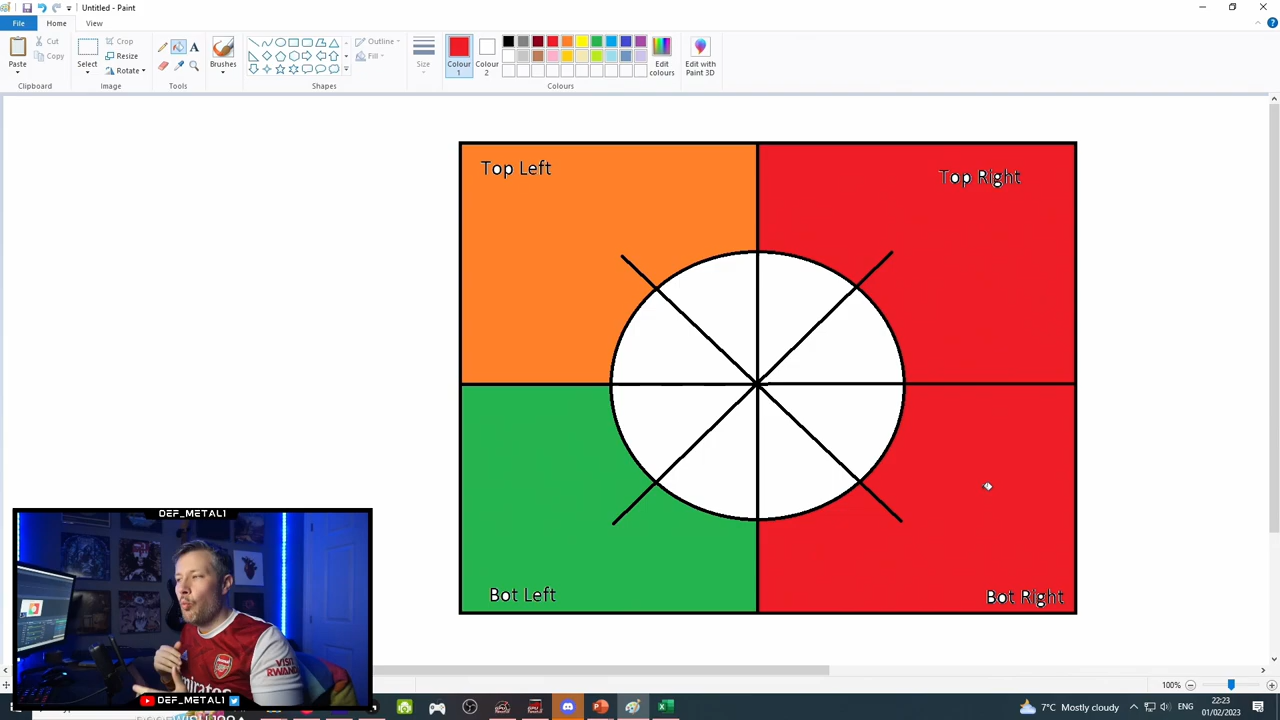 Untitled - Paint
File Home View
Paste
Cut
Copy
Clipboard
Select
Crop
Resize
Rotate
Image
Tools
Brushes
Shapes
Outline
Fill
Size
Colour 1
Colour 2
Colours
Edit colours
Edit with Paint 3D
Top Left
Top Right
Bot Left
Bot Right
DEF_METAL1
VISIT RWANDA
DEF_METAL1
100%
7°C Mostly cloudy
ENG
22:23
01/02/2023